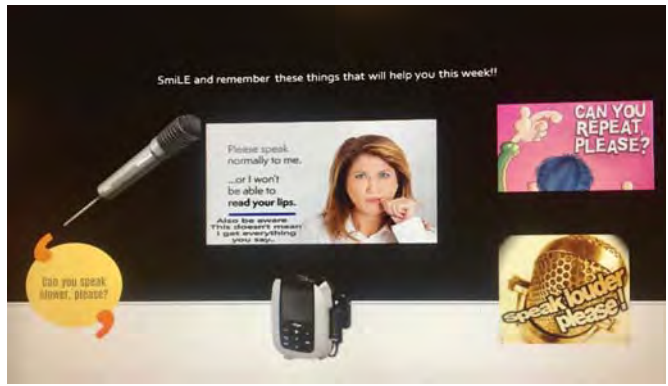 SmiLE and remember these things that will help you this week!!
Please speak
normally to me.
...or I won't
be able to
read your lips.
Also be aware
This doesn't mean
I get everything
you say..
CAN YOU
REPEAT,
PLEASE?
Can you speak
slower, please?
speak louder
please!